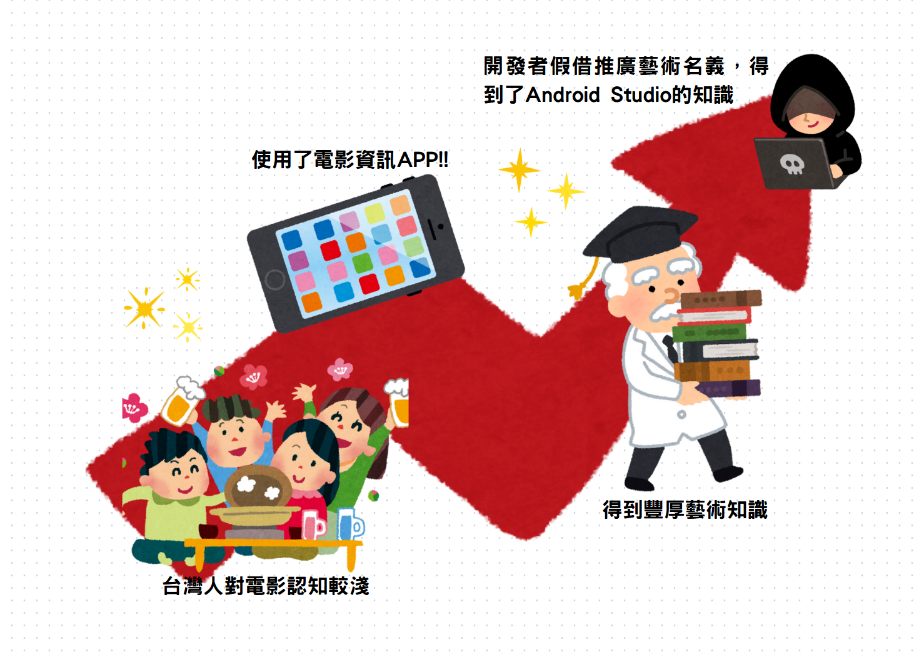 開發者假借推廣藝術名義，得
到了Android Studio的知識
使用了電影資訊APP!!
得到豐厚藝術知識
台灣人對電影認知較淺